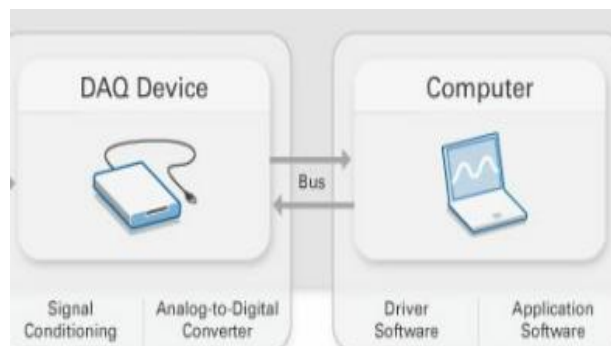 DAQ Device
Computer
Bus
Signal
Conditioning
Analog-to-Digital
Converter
Driver
Software
Application
Software